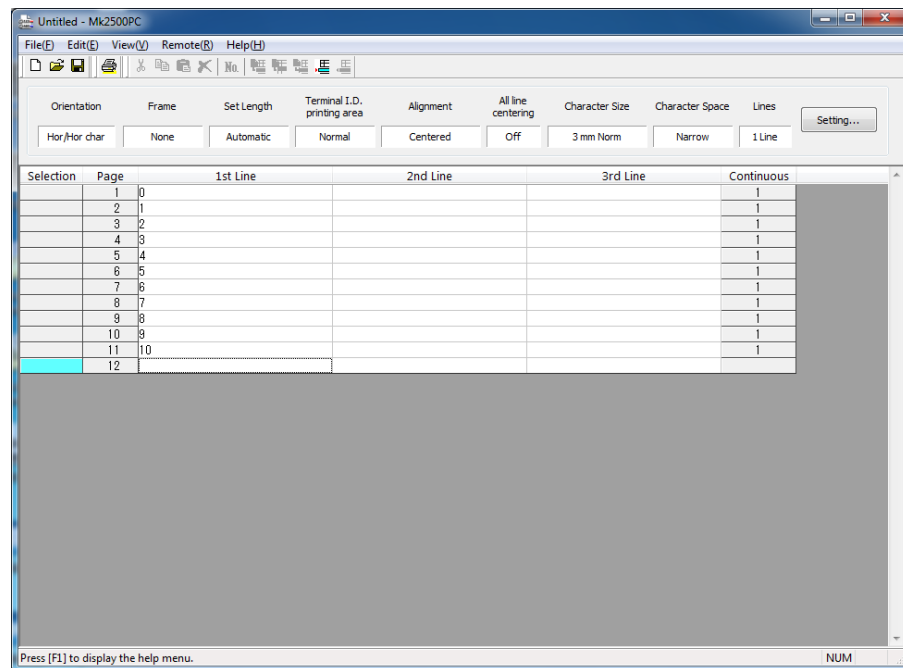 Untitled - Mk2500PC
File(F) Edit(E) View(V) Remote(R) Help(H)
No.
Orientation Frame Set Length Terminal I.D. printing area Alignment All line centering Character Size Character Space Lines
Hor/Hor char None Automatic Normal Centered Off 3 mm Norm Narrow 1 Line Setting...
Selection Page 1st Line 2nd Line 3rd Line Continuous
1 0 1
2 1 1
3 2 1
4 3 1
5 4 1
6 5 1
7 6 1
8 7 1
9 8 1
10 9 1
11 10 1
12
Press [F1] to display the help menu. NUM